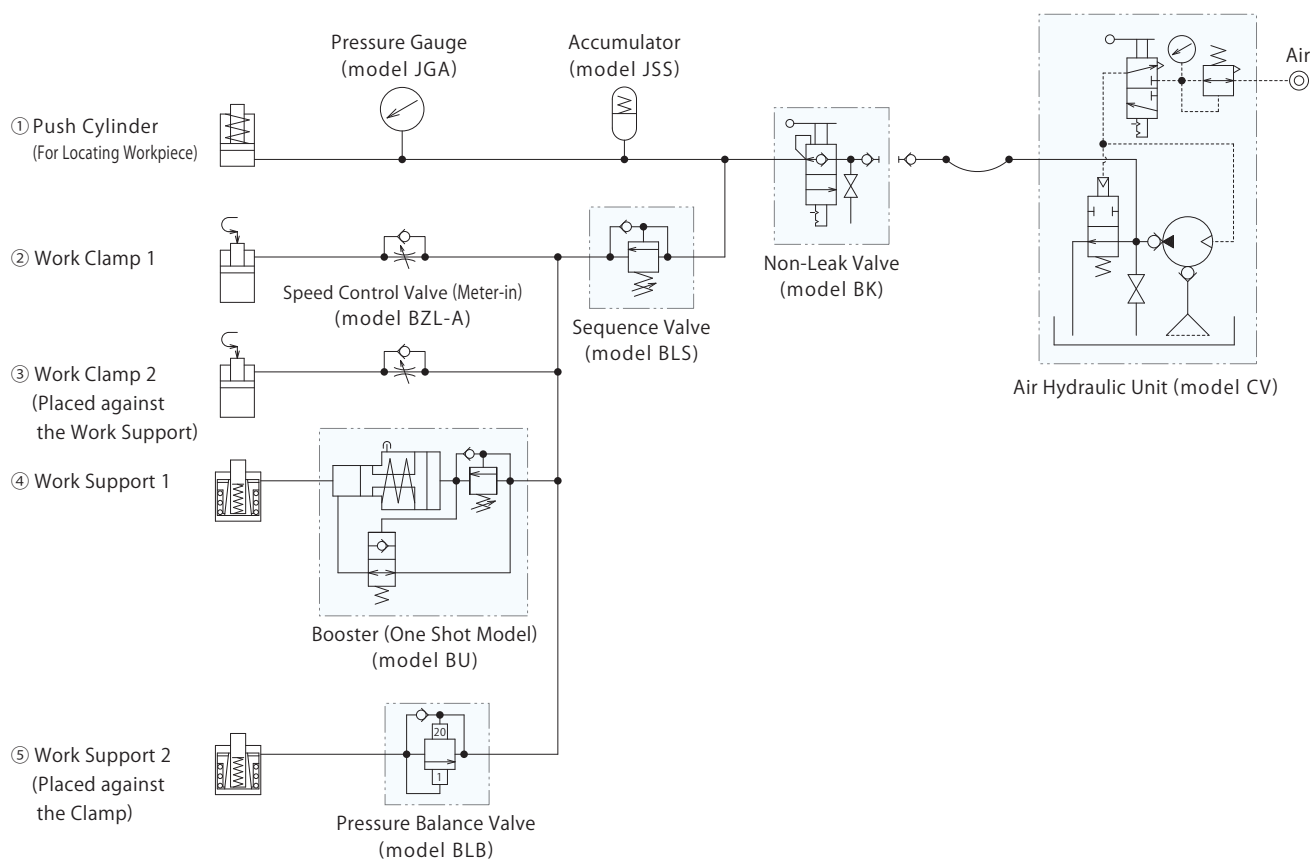 Pressure Gauge
(model JGA)
Accumulator
(model JSS)
Air
① Push Cylinder
(For Locating Workpiece)
② Work Clamp 1
Speed Control Valve (Meter-in)
(model BZL-A)
Sequence Valve
(model BLS)
Non-Leak Valve
(model BK)
Air Hydraulic Unit (model CV)
③ Work Clamp 2
(Placed against
the Work Support)
④ Work Support 1
Booster (One Shot Model)
(model BU)
⑤ Work Support 2
(Placed against
the Clamp)
20
1
Pressure Balance Valve
(model BLB)